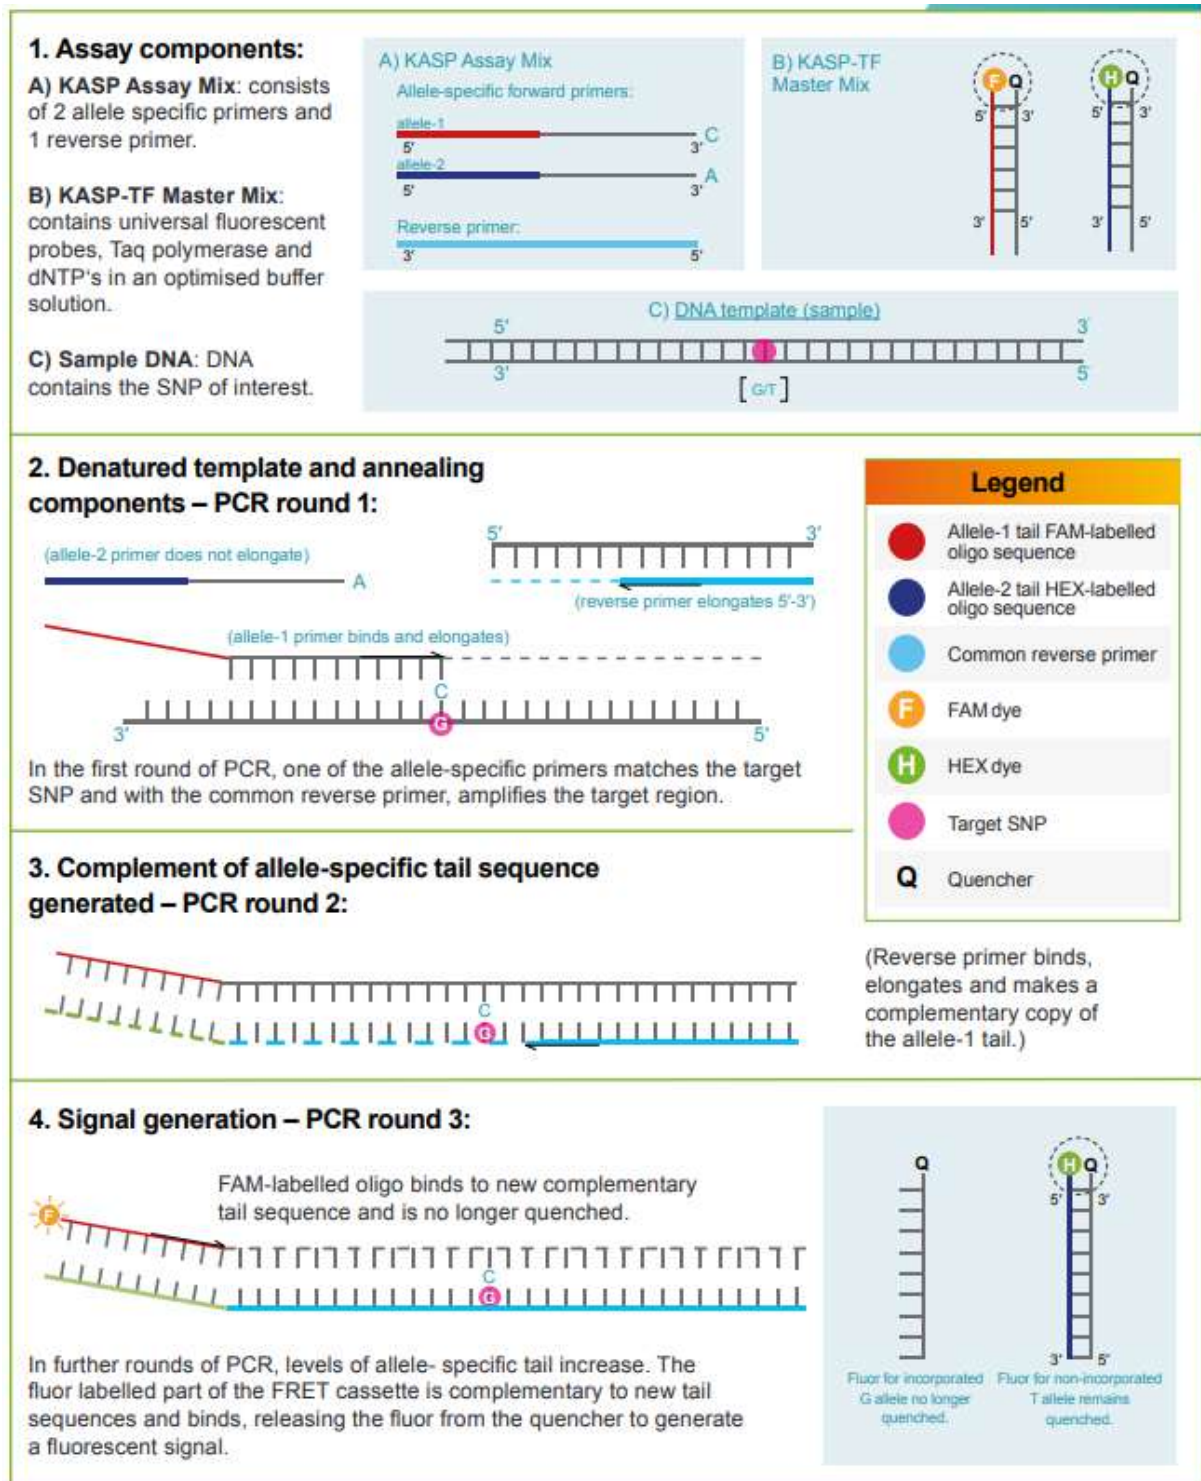 1. Assay components:
A) KASP Assay Mix: consists
of 2 allele specific primers and
1 reverse primer.
B) KASP-TF Master Mix:
contains universal fluorescent
probes, Taq polymerase and
dNTP's in an optimised buffer
solution.
C) Sample DNA: DNA
contains the SNP of interest.
A) KASP Assay Mix
Allele-specific forward primers:
allele-1
C
5' 3'
allele-2
A
5' 3'
Reverse primer:
3' 5'
B) KASP-TF
Master Mix
F Q H Q
5' 3' 5' 3'
3' 5' 3' 5'
C) DNA template (sample)
5' 3
3' 5
[ G/T ]
2. Denatured template and annealing
components – PCR round 1:
(allele-2 primer does not elongate)
A
5' 3'
(reverse primer elongates 5'-3')
(allele-1 primer binds and elongates)
C
G
3' 5'
In the first round of PCR, one of the allele-specific primers matches the target
SNP and with the common reverse primer, amplifies the target region.
Legend
Allele-1 tail FAM-labelled
oligo sequence
Allele-2 tail HEX-labelled
oligo sequence
Common reverse primer
F FAM dye
H HEX dye
Target SNP
Q Quencher
3. Complement of allele-specific tail sequence
generated – PCR round 2:
C
G
(Reverse primer binds,
elongates and makes a
complementary copy of
the allele-1 tail.)
4. Signal generation – PCR round 3:
FAM-labelled oligo binds to new complementary
tail sequence and is no longer quenched.
F
C
G
In further rounds of PCR, levels of allele- specific tail increase. The
fluor labelled part of the FRET cassette is complementary to new tail
sequences and binds, releasing the fluor from the quencher to generate
a fluorescent signal.
Q
H Q
5' 3'
3' 5'
Fluor for incorporated
G allele no longer
quenched.
Fluor for non-incorporated
T allele remains
quenched.